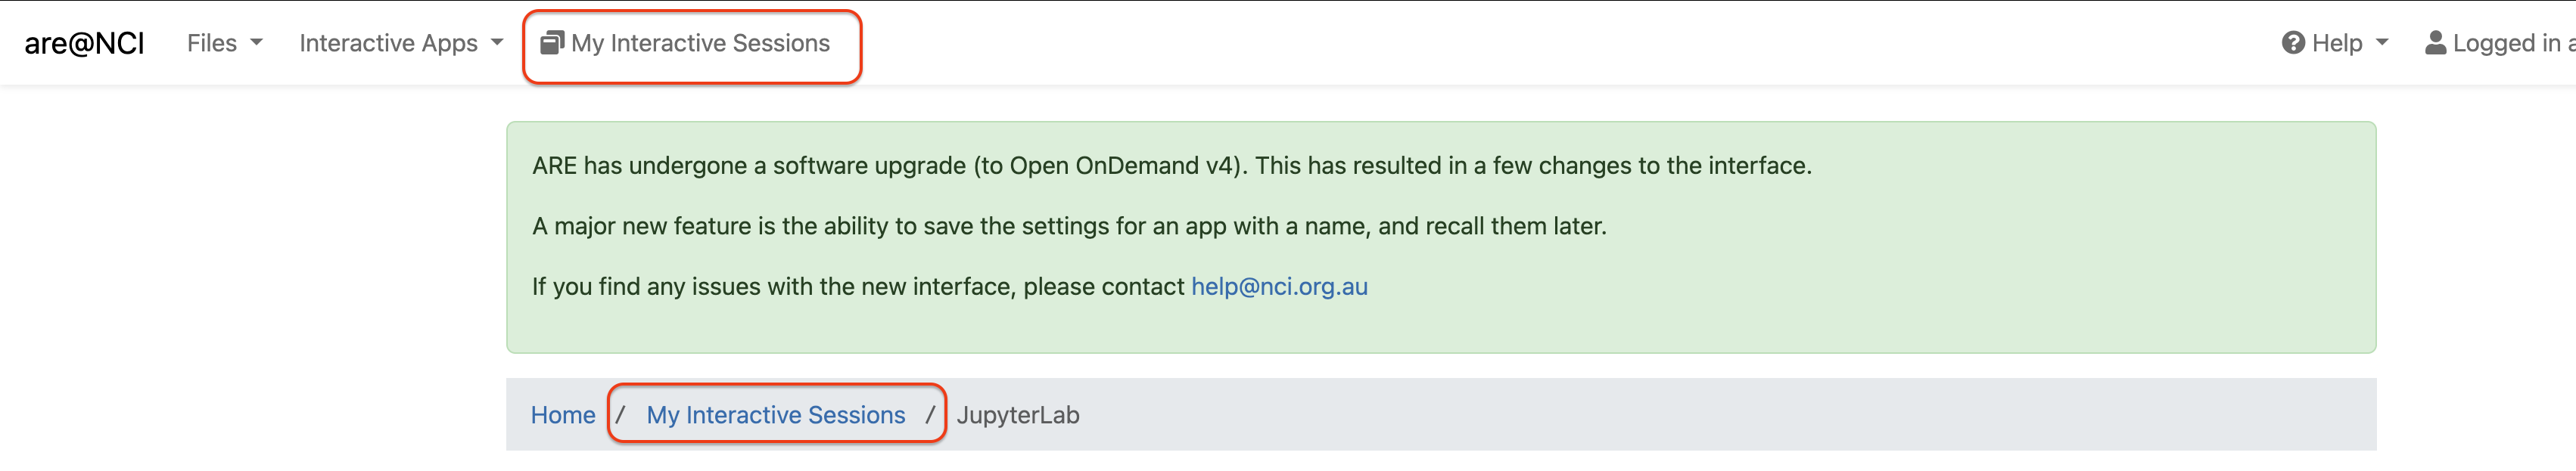 are@NCI Files Interactive Apps My Interactive Sessions Help Logged in a
ARE has undergone a software upgrade (to Open OnDemand v4). This has resulted in a few changes to the interface.
A major new feature is the ability to save the settings for an app with a name, and recall them later.
If you find any issues with the new interface, please contact help@nci.org.au
Home / My Interactive Sessions / JupyterLab